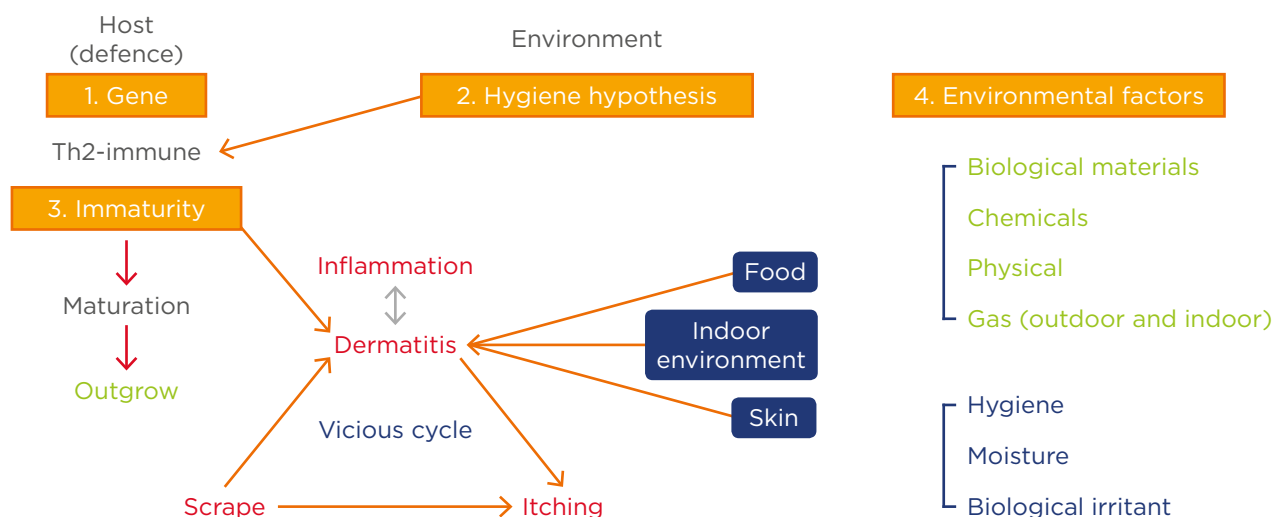 Host
(defence)
Environment
1. Gene
2. Hygiene hypothesis
4. Environmental factors
Th2-immune
Biological materials
3. Immaturity
Chemicals
Inflammation
Food
Physical
Maturation
Gas (outdoor and indoor)
Dermatitis
Indoor
environment
Outgrow
Skin
Hygiene
Vicious cycle
Moisture
Scrape
Itching
Biological irritant